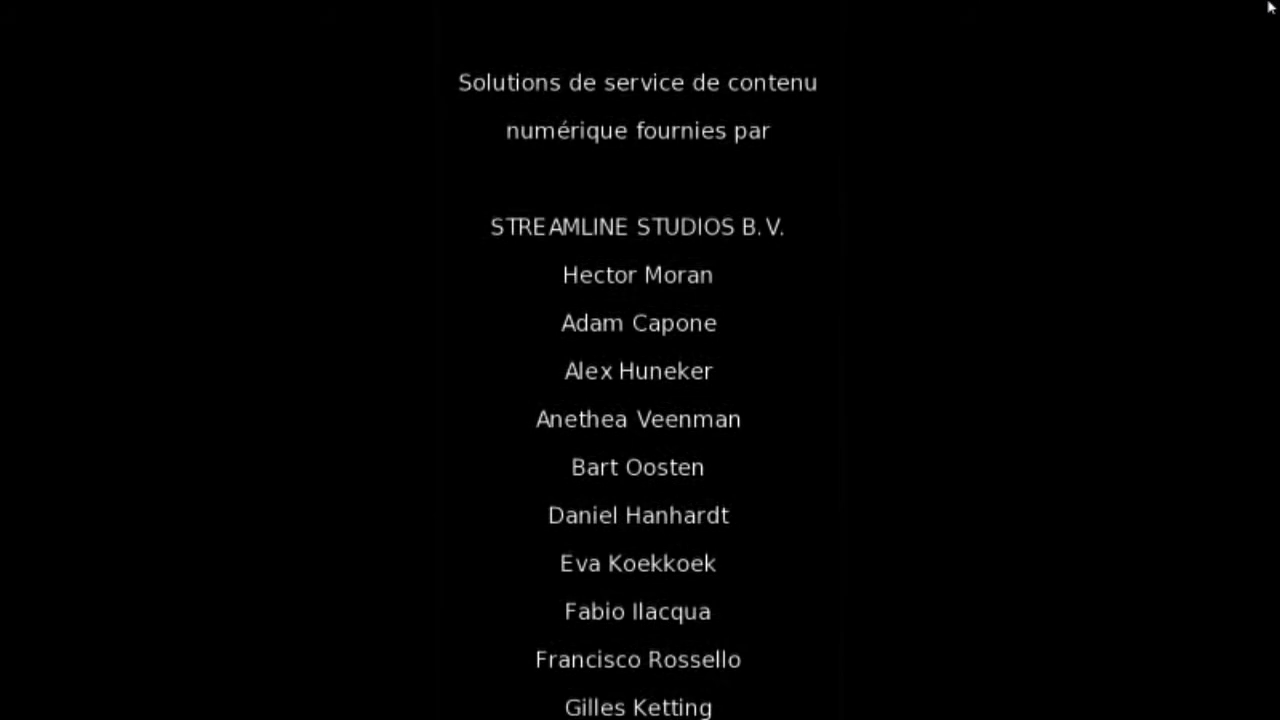 Solutions de service de contenu
numérique fournies par
STREAMLINE STUDIOS B.V.
Hector Moran
Adam Capone
Alex Huneker
Anethea Veenman
Bart Oosten
Daniel Hanhardt
Eva Koekkoek
Fabio Ilacqua
Francisco Rossello
Gilles Ketting